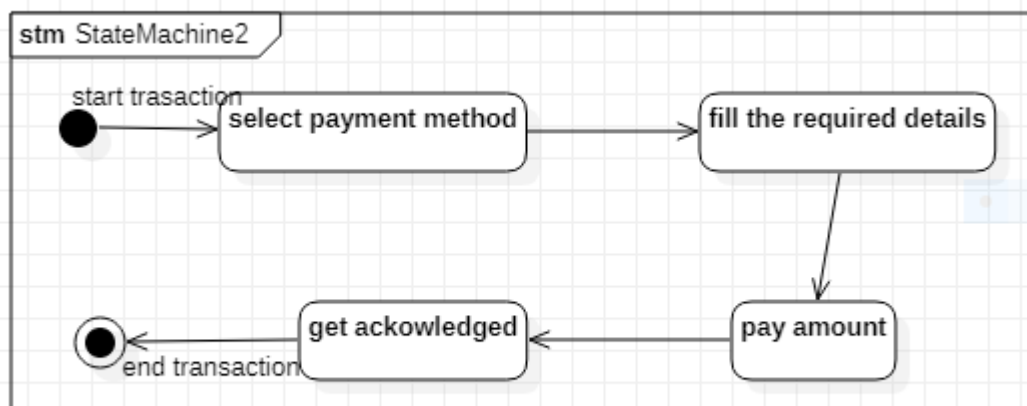 stm StateMachine2
start trasaction
select payment method
fill the required details
get ackowledged
pay amount
end transaction